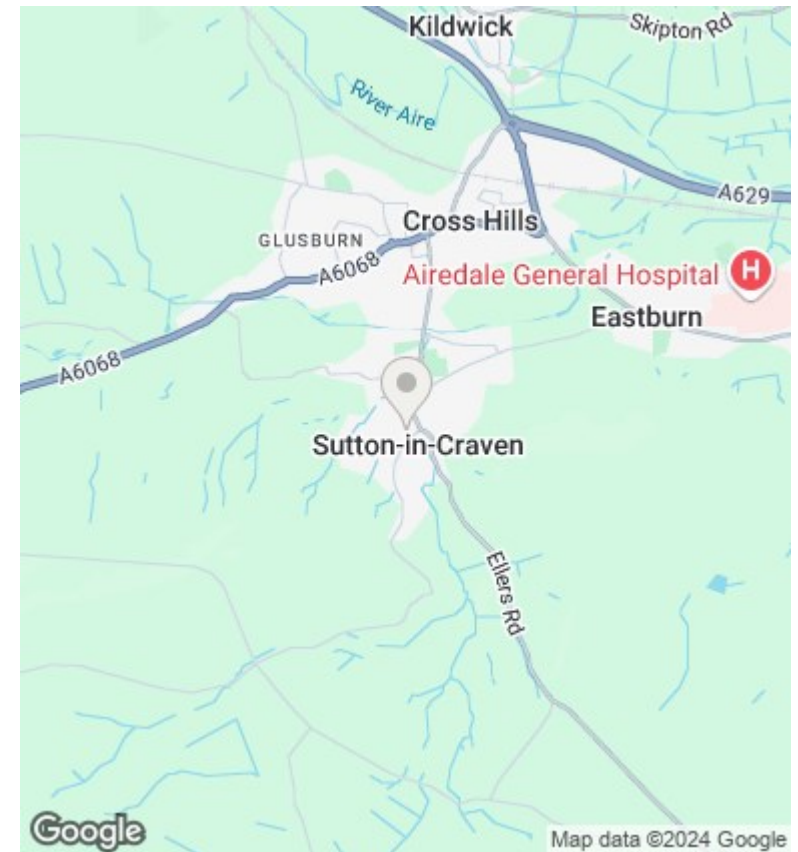 Kildwick
Skipton Rd
River Aire
A629
Cross Hills
GLUSBURN
A6068
Airedale General Hospital
H
Eastburn
A6068
Sutton-in-Craven
Ellers Rd
Google
Map data ©2024 Google